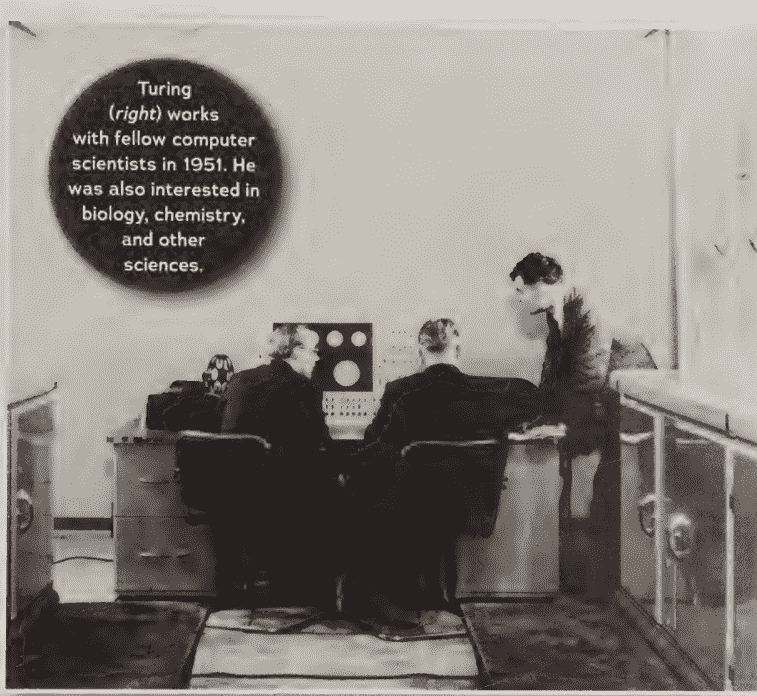 Turing
(right) works
with fellow computer
scientists in 1951. He
was also interested in
biology, chemistry,
and other
sciences.